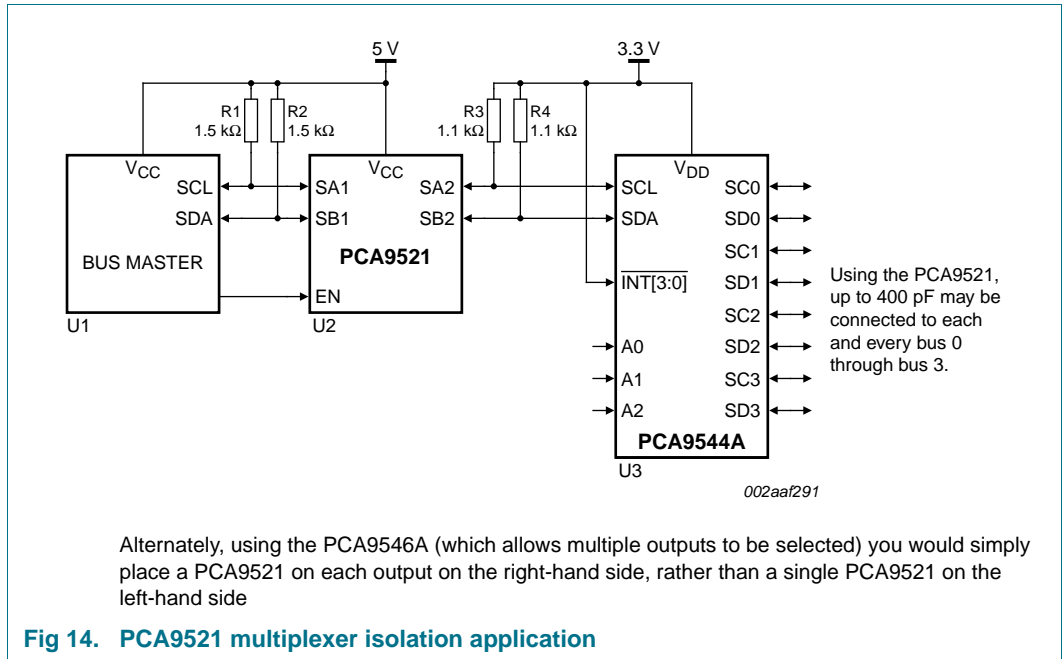 5 V
3.3 V
R1
1.5 kΩ
R2
1.5 kΩ
R3
1.1 kΩ
R4
1.1 kΩ
VCC
SCL
SDA
BUS MASTER
U1
VCC
SA1
SB1
SA2
SB2
PCA9521
EN
U2
VDD
SCL
SDA
INT[3:0]
A0
A1
A2
SC0
SD0
SC1
SD1
SC2
SD2
SC3
SD3
PCA9544A
U3
Using the PCA9521,
up to 400 pF may be
connected to each
and every bus 0
through bus 3.
002aaf291
Alternately, using the PCA9546A (which allows multiple outputs to be selected) you would simply
place a PCA9521 on each output on the right-hand side, rather than a single PCA9521 on the
left-hand side
Fig 14. PCA9521 multiplexer isolation application